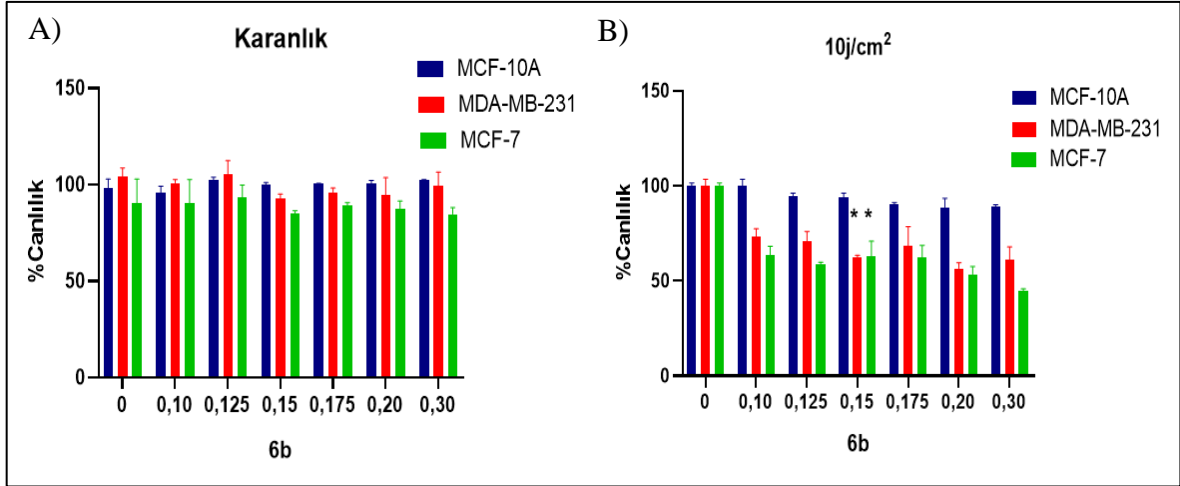 A)
Karanlık
MCF-10A
MDA-MB-231
MCF-7
150
100
50
0
%Canlılık
0 0,10 0,125 0,15 0,175 0,20 0,30
6b
B)
10j/cm²
MCF-10A
MDA-MB-231
MCF-7
150
100
50
0
%Canlılık
* *
0 0,10 0,125 0,15 0,175 0,20 0,30
6b